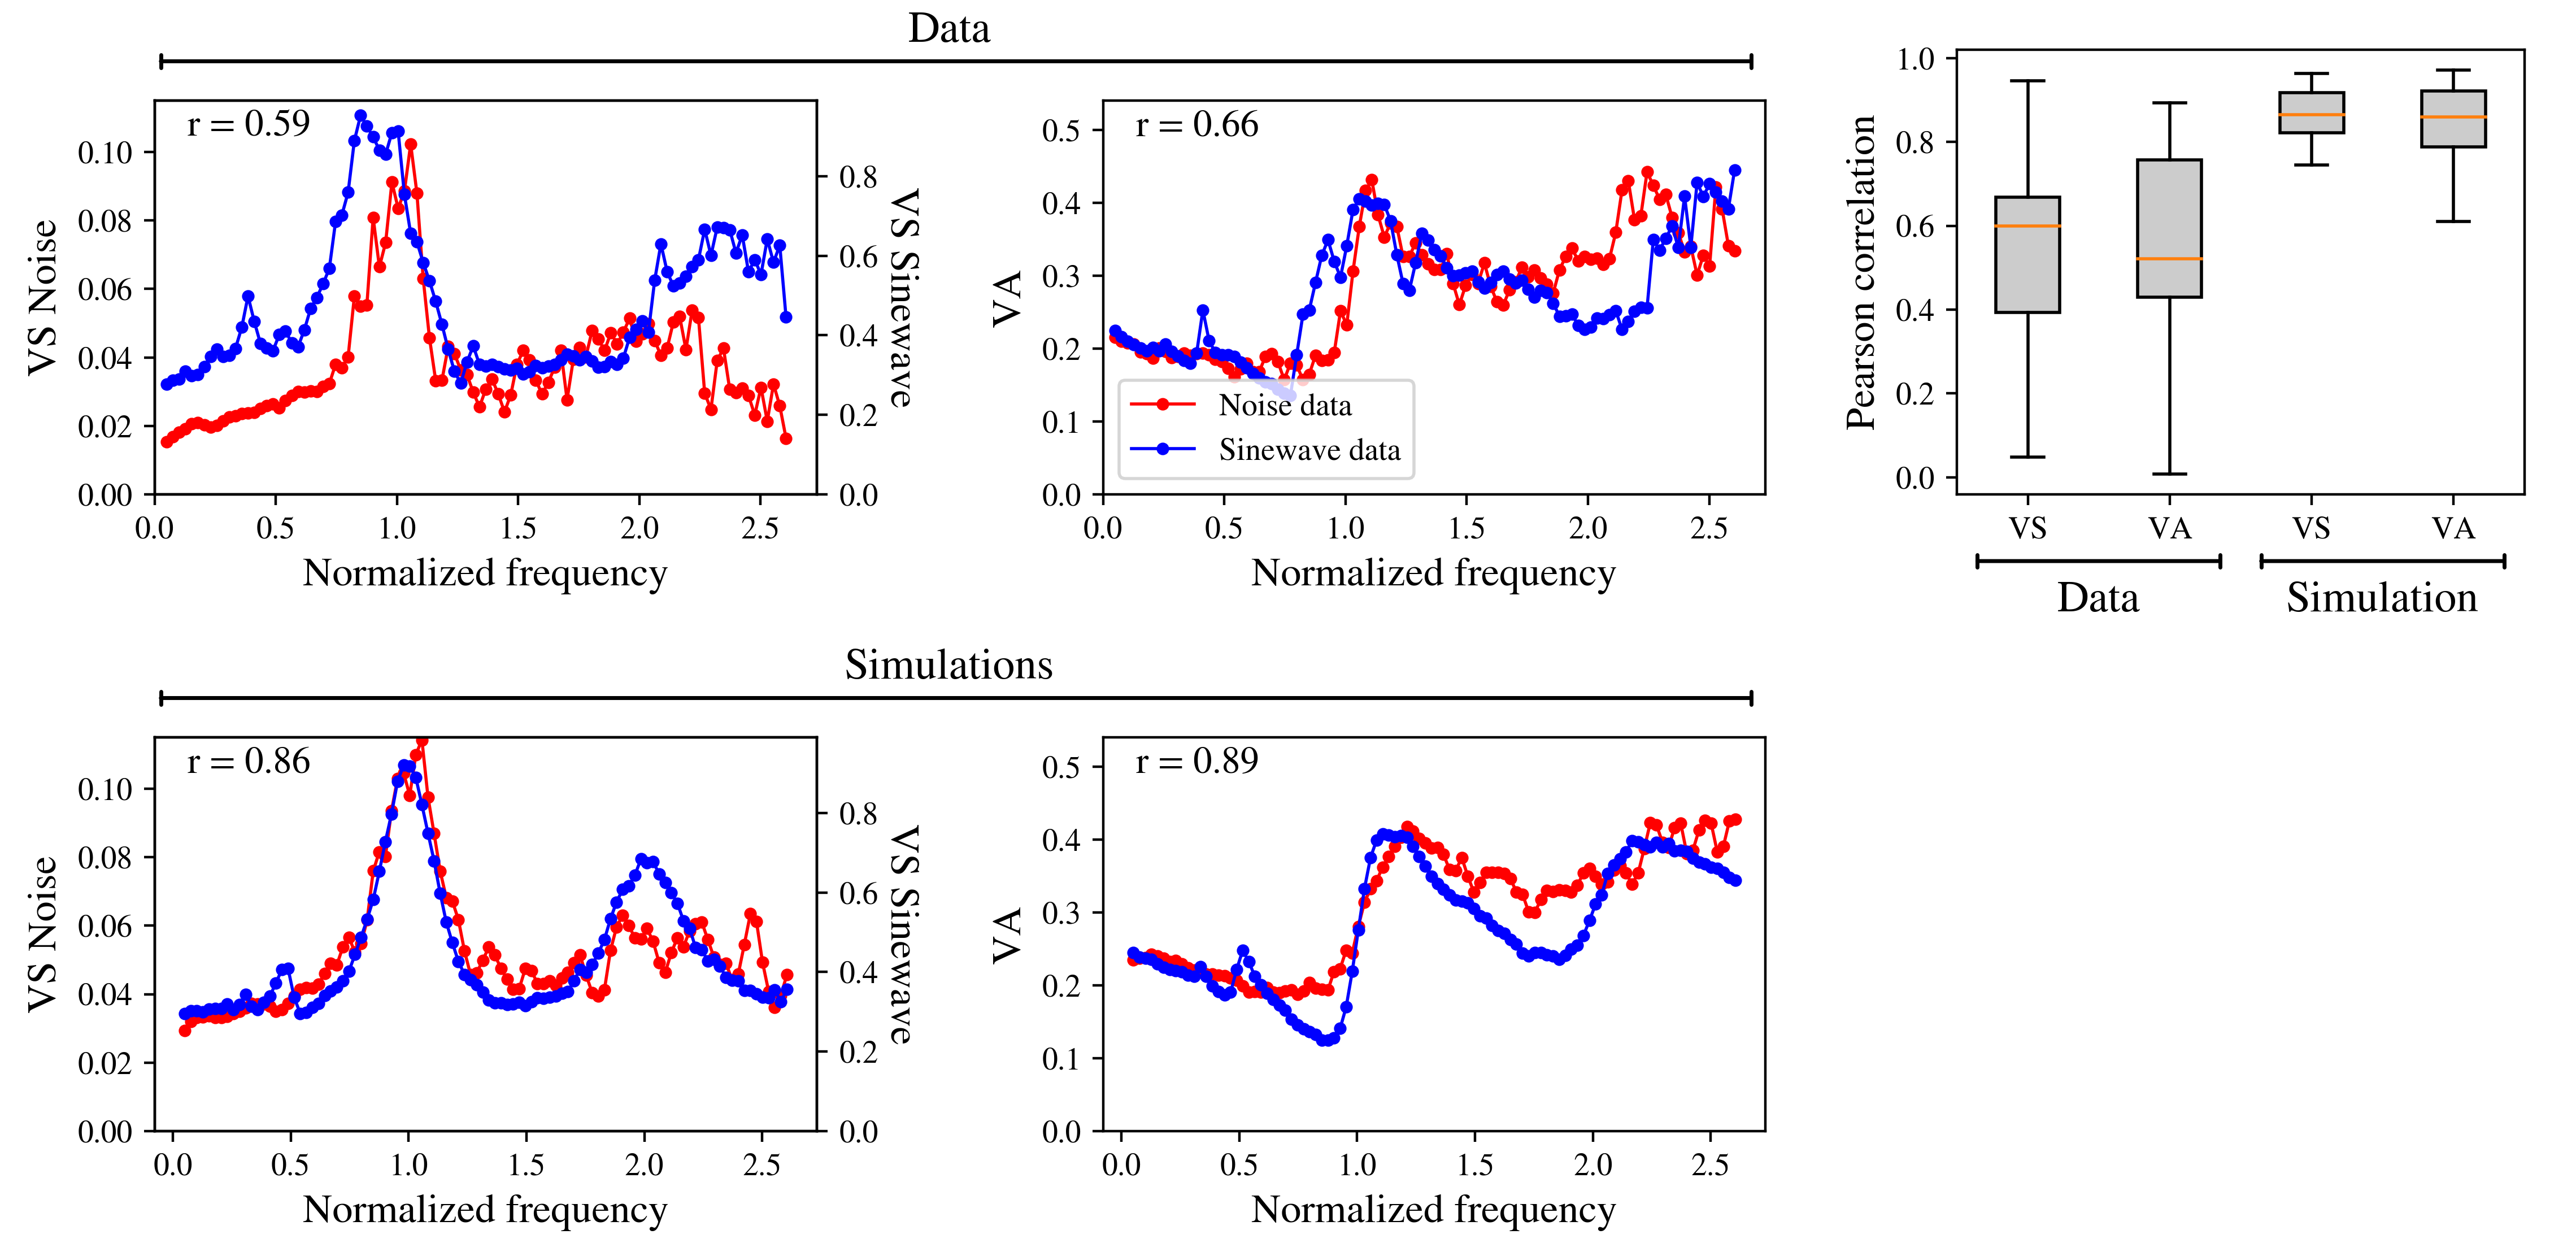 Data
r = 0.59
VS Noise
0.10
0.08
0.06
0.04
0.02
0.00
0.8
0.6
0.4
0.2
0.0
VS Sinewave
0.0 0.5 1.0 1.5 2.0 2.5
Normalized frequency
r = 0.66
VA
0.5
0.4
0.3
0.2
0.1
0.0
Noise data
Sinewave data
0.0 0.5 1.0 1.5 2.0 2.5
Normalized frequency
Pearson correlation
1.0
0.8
0.6
0.4
0.2
0.0
VS VA VS VA
Data Simulation
Simulations
r = 0.86
VS Noise
0.10
0.08
0.06
0.04
0.02
0.00
0.8
0.6
0.4
0.2
0.0
VS Sinewave
0.0 0.5 1.0 1.5 2.0 2.5
Normalized frequency
r = 0.89
VA
0.5
0.4
0.3
0.2
0.1
0.0
0.0 0.5 1.0 1.5 2.0 2.5
Normalized frequency